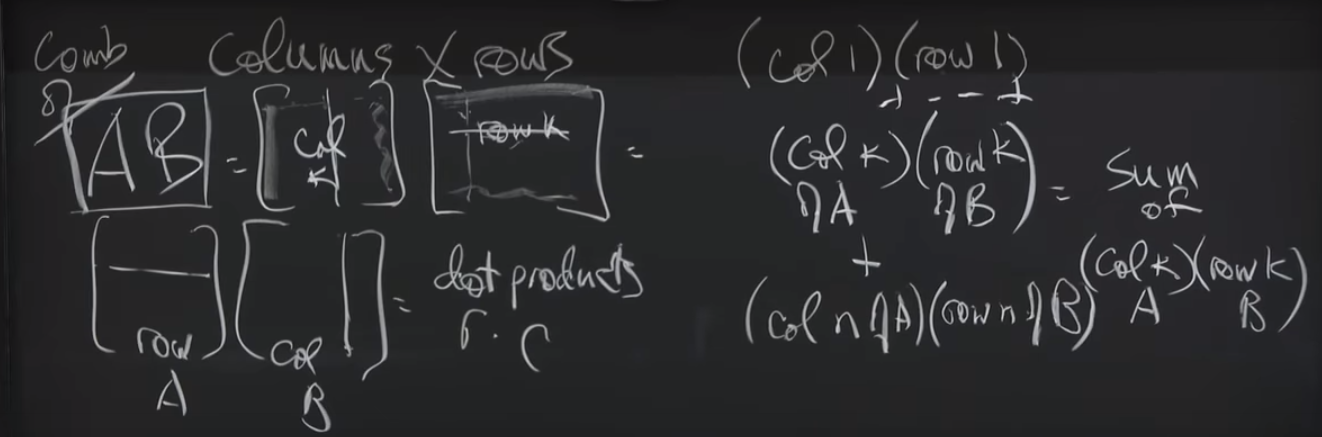 Comb Columns X rows
of
AB = [ col K ] [ row K ] =
[ row ] [ col ] = dot products
r · c
A B
(col 1)(row 1)
+ - - - +
(col K)(row K) = Sum of
of A of B
+
(col n of A)(row n of B) (col K)(row K)
A B